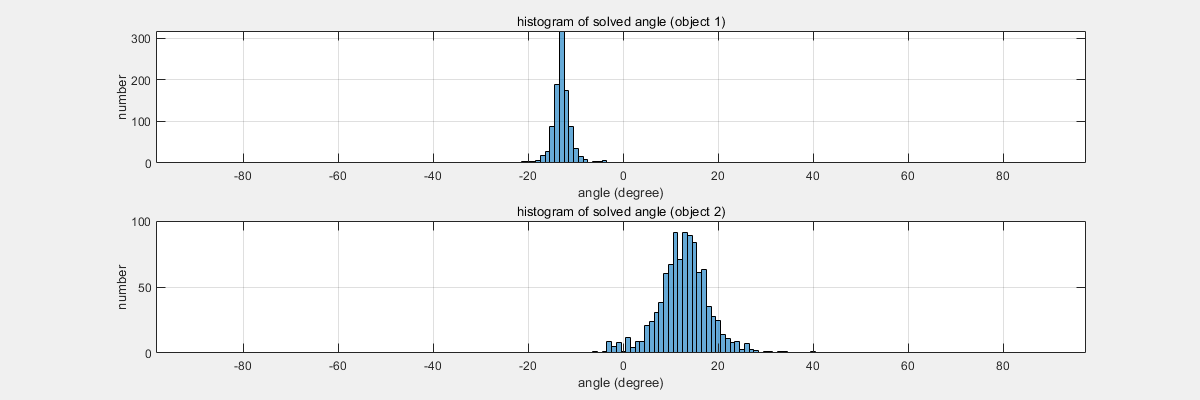 histogram of solved angle (object 1)
300
200
100
0
number
-80 -60 -40 -20 0 20 40 60 80
angle (degree)
histogram of solved angle (object 2)
100
50
0
number
-80 -60 -40 -20 0 20 40 60 80
angle (degree)